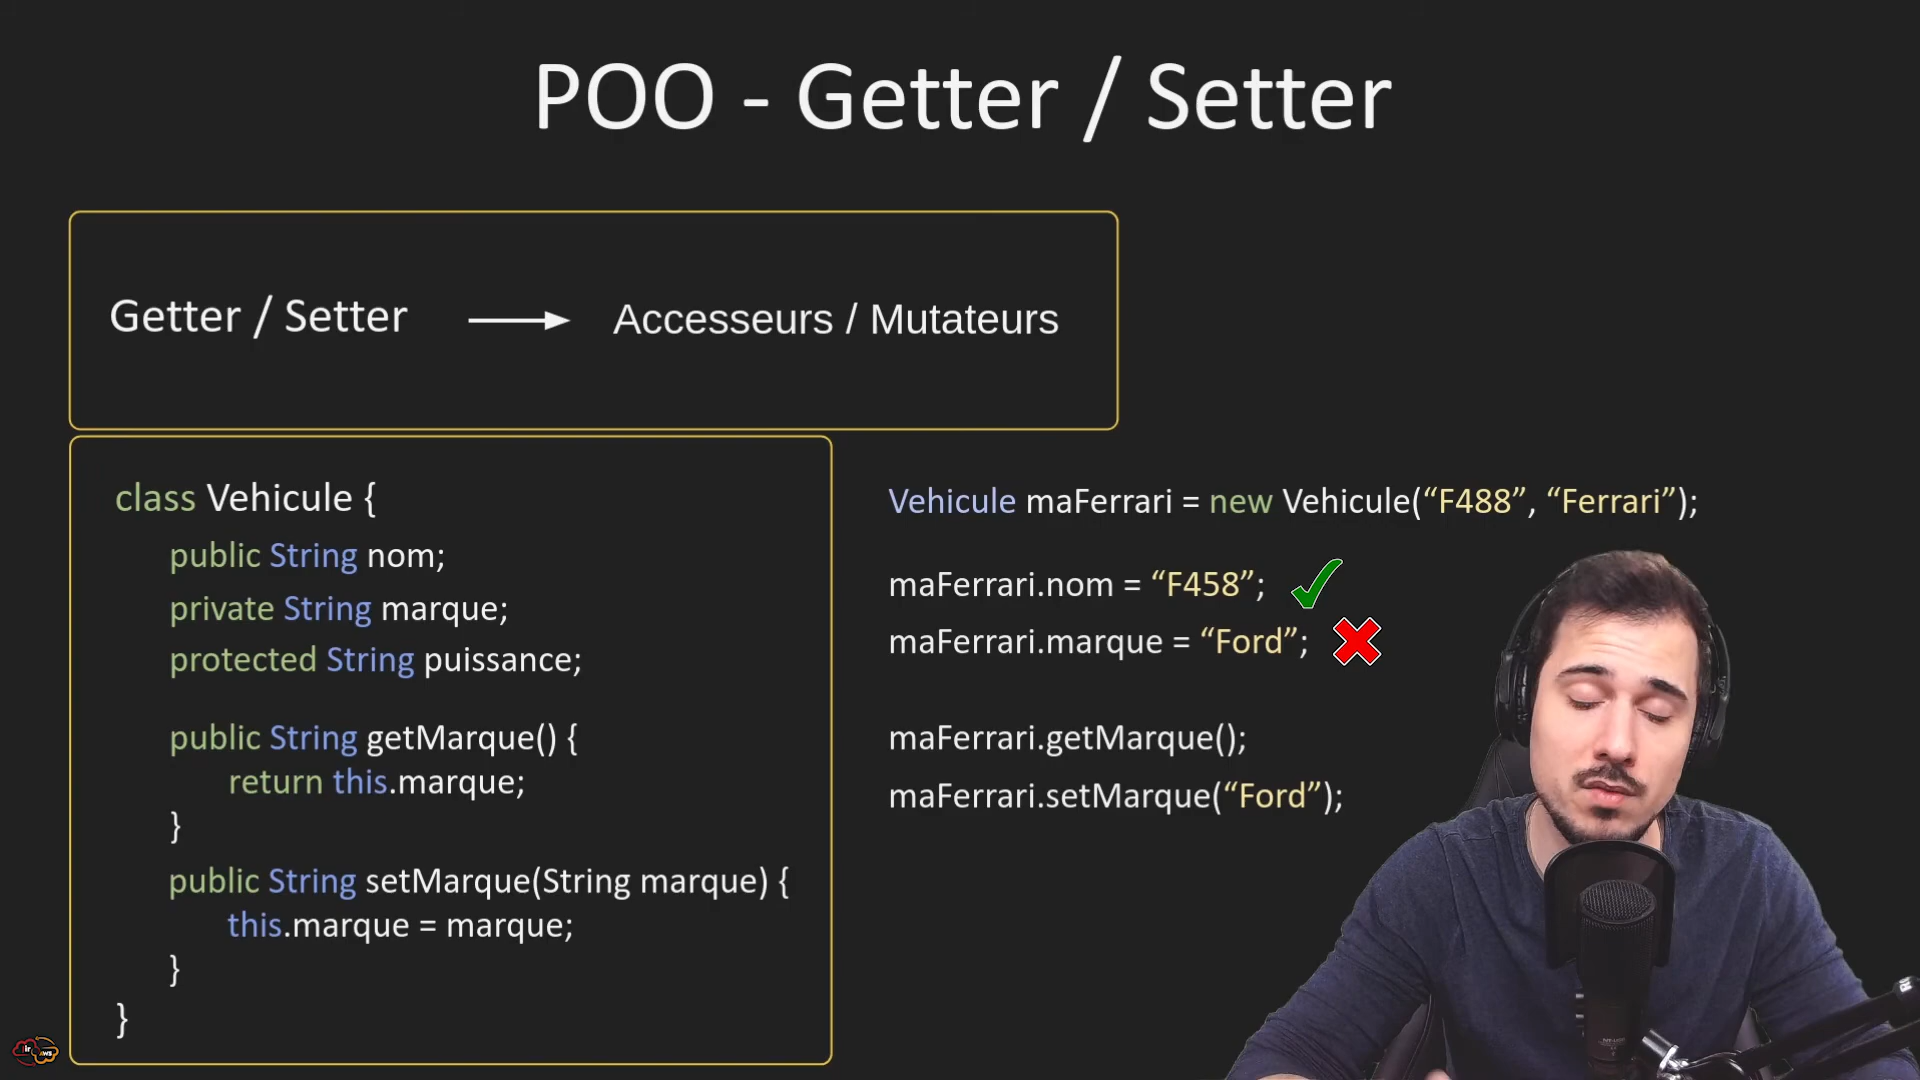 POO - Getter / Setter
Getter / Setter
Accesseurs / Mutateurs
class Vehicule {
public String nom;
private String marque;
protected String puissance;
public String getMarque() {
return this.marque;
}
public String setMarque(String marque) {
this.marque = marque;
}
}
Vehicule maFerrari = new Vehicule(“F488”, “Ferrari”);
maFerrari.nom = “F458”;
maFerrari.marque = “Ford”;
maFerrari.getMarque();
maFerrari.setMarque(“Ford”);